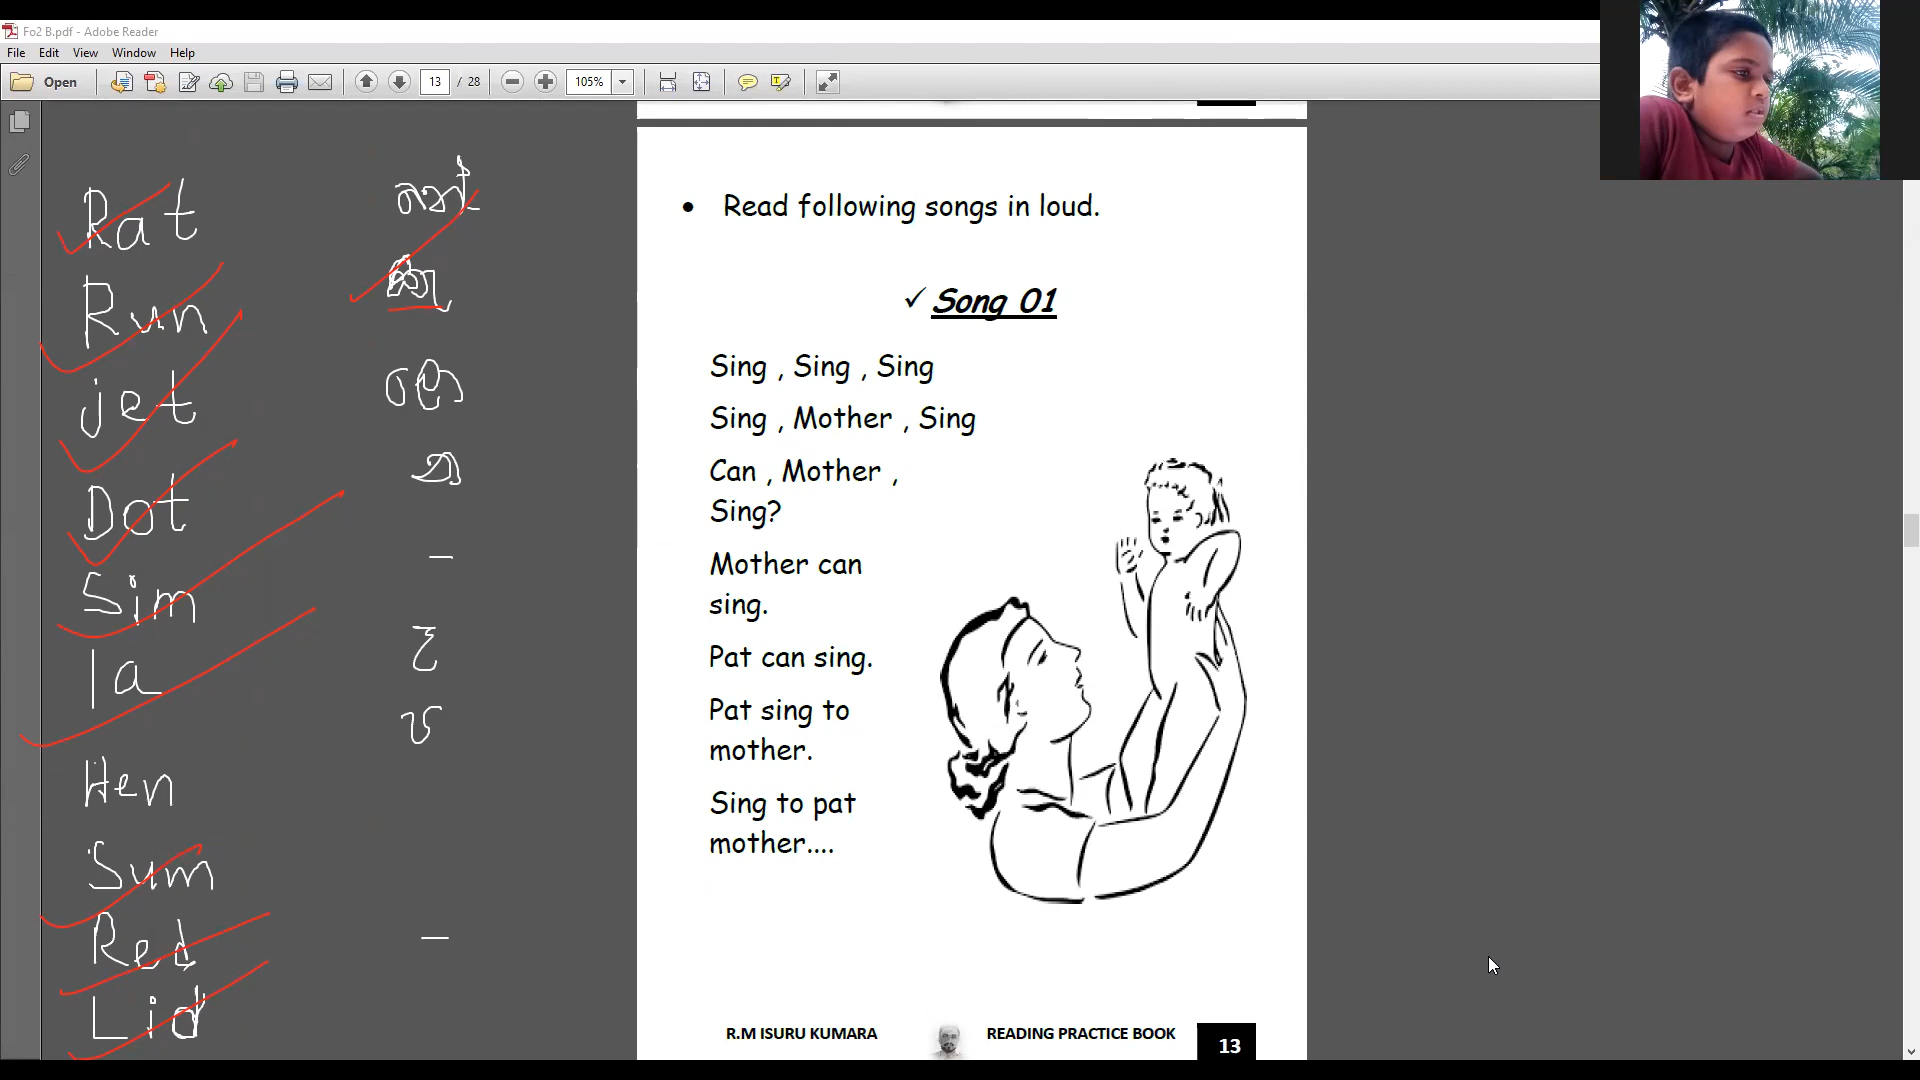 Fo2 B.pdf - Adobe Reader
File Edit View Window Help
Open 13 / 28 105%
Rat
Run
jet
Dot
Sim
la
Hen
Sum
Red
Lid
Read following songs in loud.
Song 01
Sing , Sing , Sing
Sing , Mother , Sing
Can , Mother ,
Sing?
Mother can
sing.
Pat can sing.
Pat sing to
mother.
Sing to pat
mother....
R.M ISURU KUMARA READING PRACTICE BOOK 13